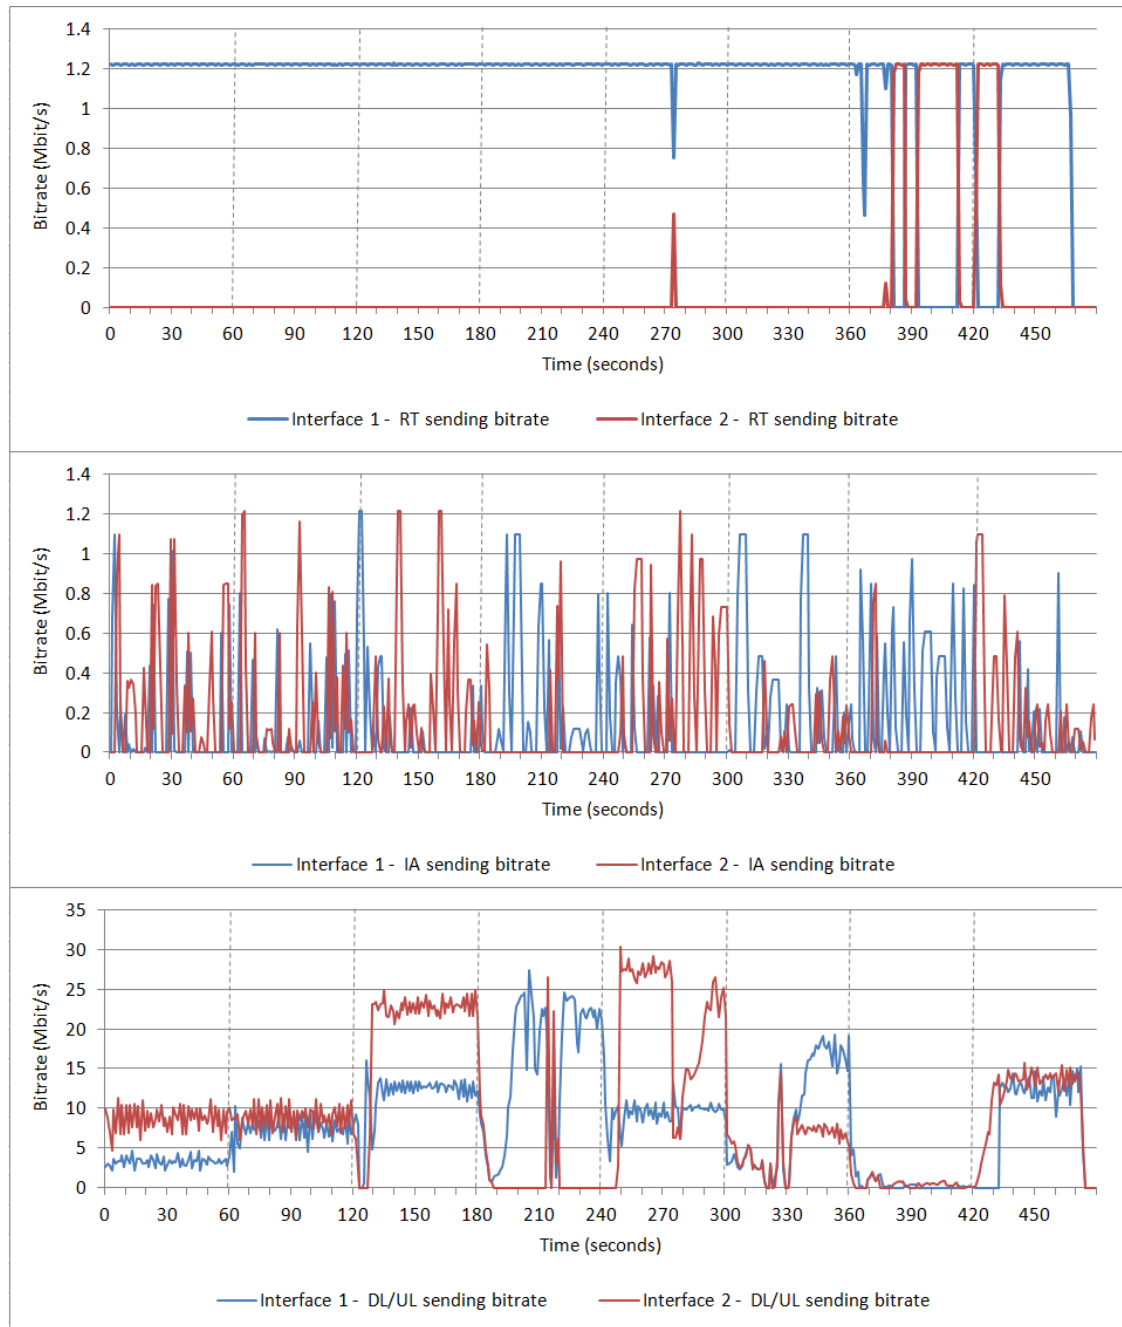 1.4
1.2
1
0.8
0.6
0.4
0.2
0
Bitrate (Mbit/s)
0 30 60 90 120 150 180 210 240 270 300 330 360 390 420 450
Time (seconds)
Interface 1 - RT sending bitrate Interface 2 - RT sending bitrate
1.4
1.2
1
0.8
0.6
0.4
0.2
0
Bitrate (Mbit/s)
0 30 60 90 120 150 180 210 240 270 300 330 360 390 420 450
Time (seconds)
Interface 1 - IA sending bitrate Interface 2 - IA sending bitrate
35
30
25
20
15
10
5
0
Bitrate (Mbit/s)
0 30 60 90 120 150 180 210 240 270 300 330 360 390 420 450
Time (seconds)
Interface 1 - DL/UL sending bitrate Interface 2 - DL/UL sending bitrate